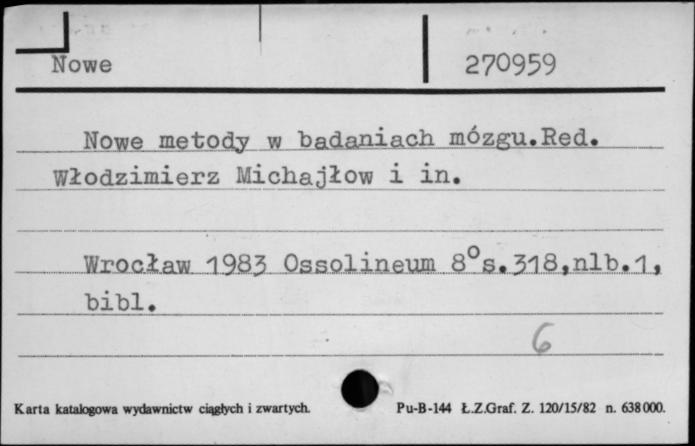 Nowe 270959
Nowe metody w badaniach mózgu.Red.
Włodzimierz Michajłow i in.
Wrocław 1983 Ossolineum 8°s.318,nlb.1,
bibl.
6
Karta katalogowa wydawnictw ciągłych i zwartych. Pu-B-144 Ł.Z.Graf. Z. 120/15/82 n. 638000.